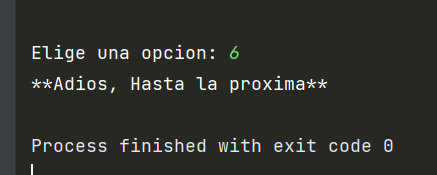 Elige una opcion: 6
**Adios, Hasta la proxima**
Process finished with exit code 0